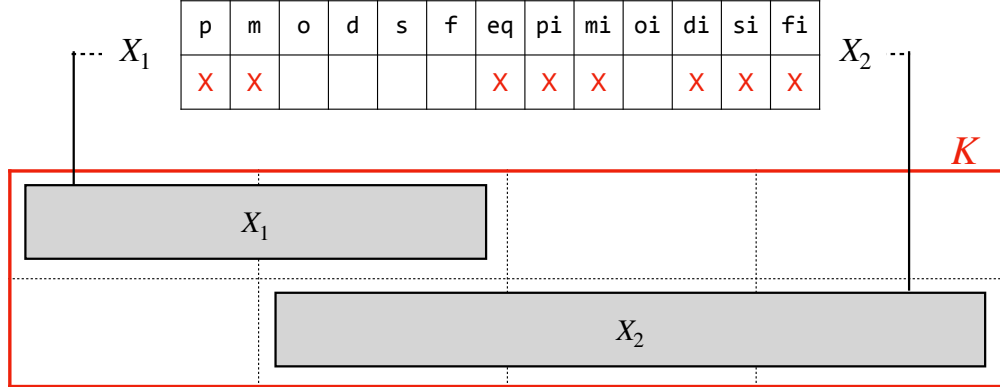 p m o d s f eq pi mi oi di si fi
X₁ X₂
X X X X X X X X
K
X₁
X₂